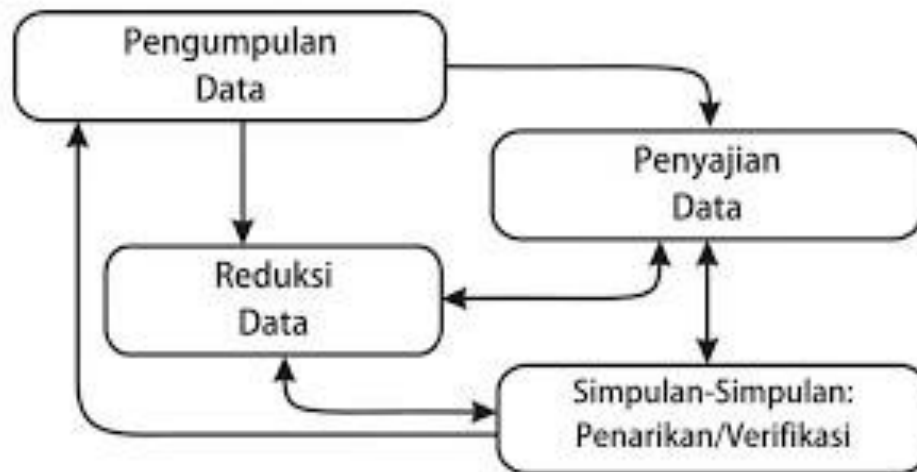 Pengumpulan
Data
Penyajian
Data
Reduksi
Data
Simpulan-Simpulan:
Penarikan/Verifikasi